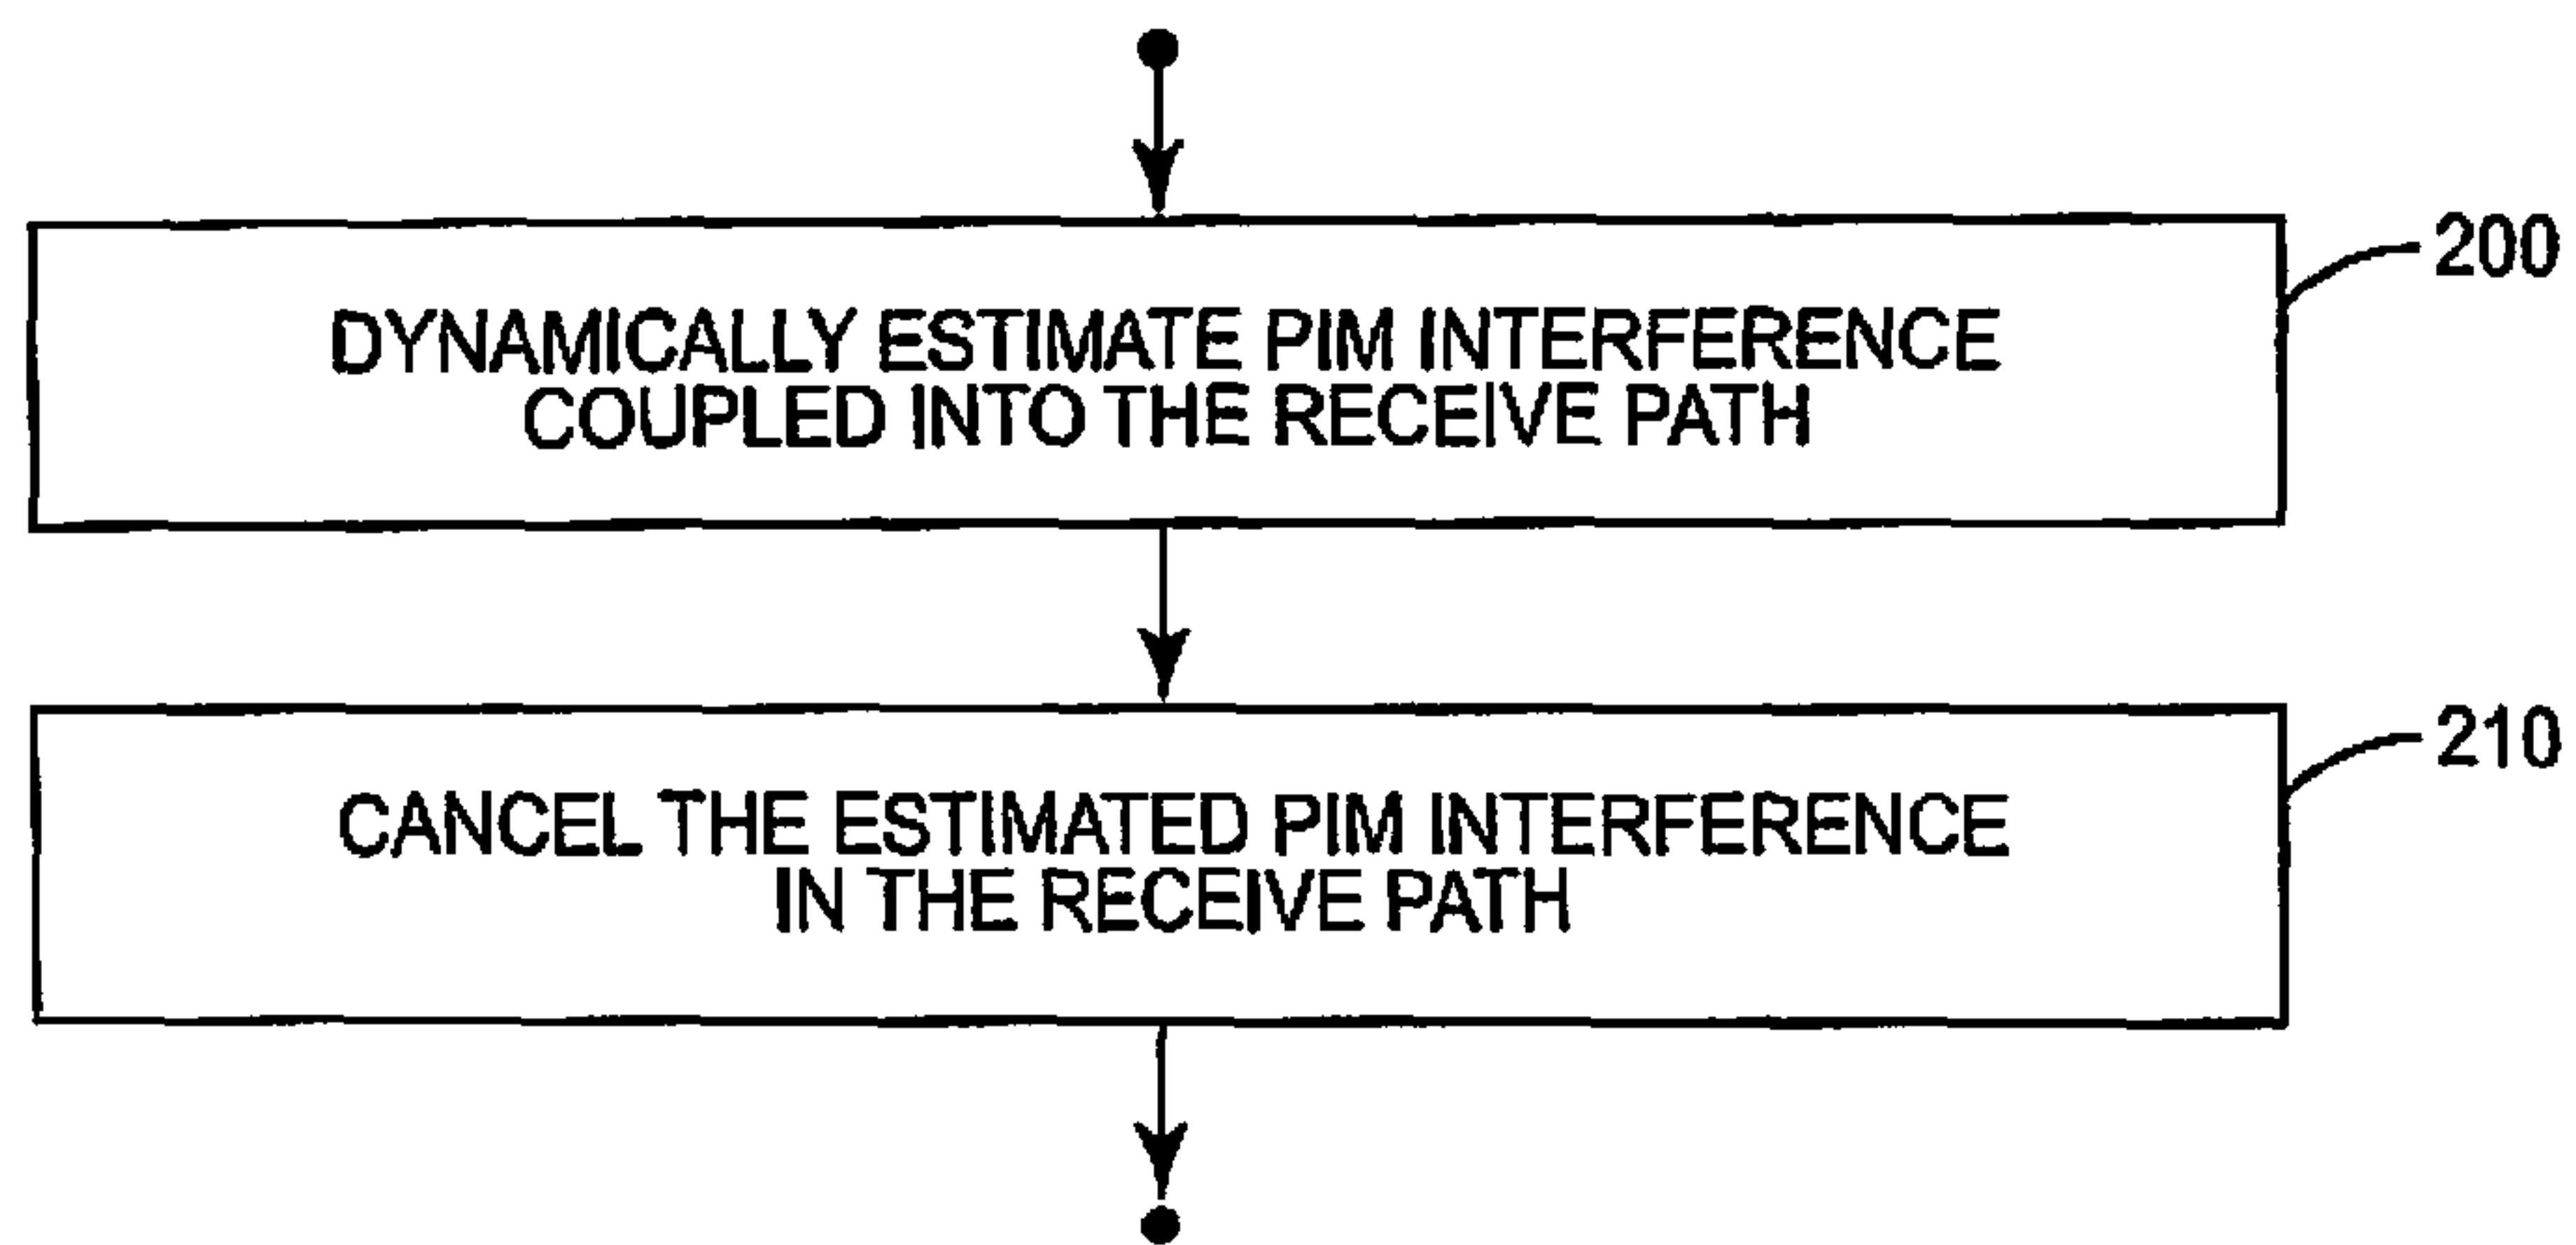 DYNAMICALLY ESTIMATE PIM INTERFERENCE
COUPLED INTO THE RECEIVE PATH
200
CANCEL THE ESTIMATED PIM INTERFERENCE
IN THE RECEIVE PATH
210